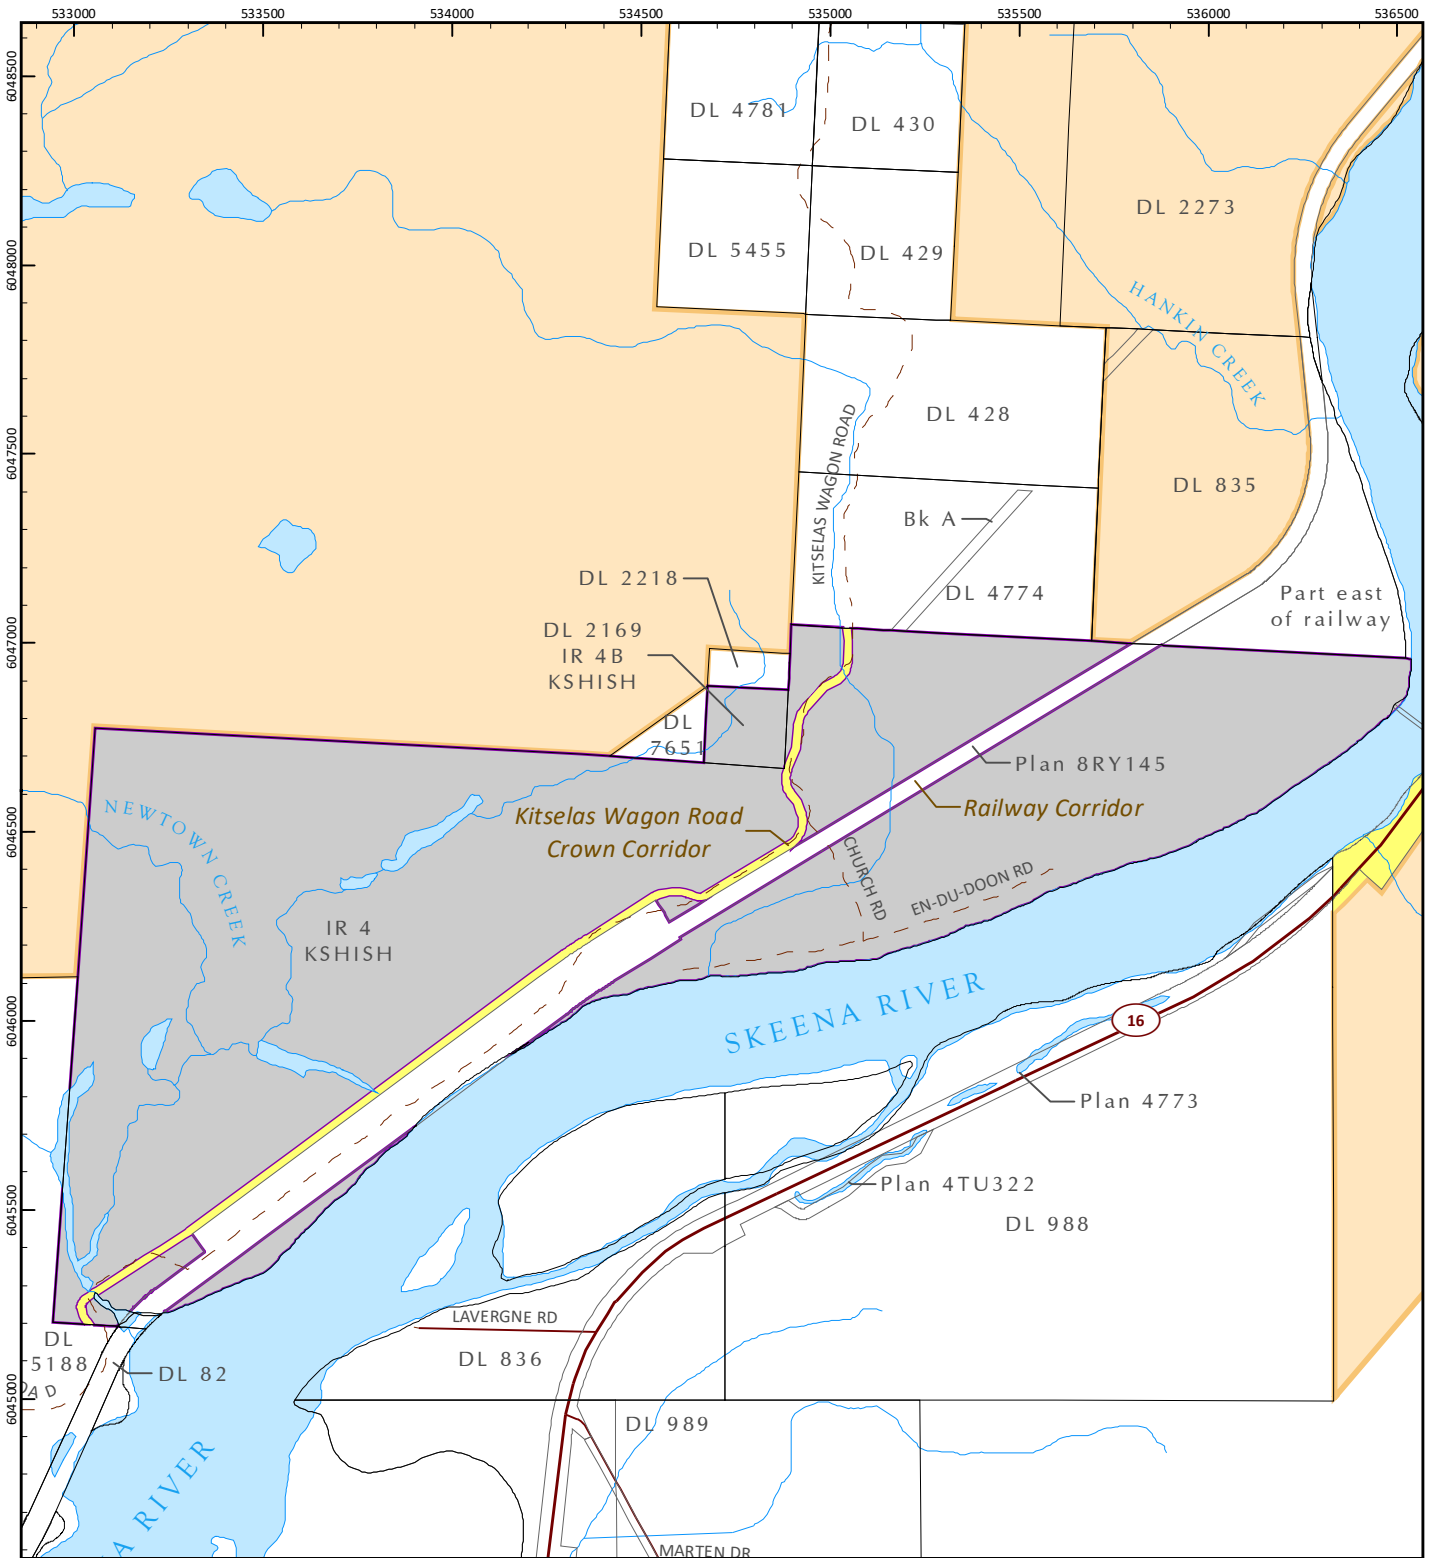 533000 533500 534000 534500 535000 535500 536000 536500
6048500
6048000
6047500
6047000
6046500
6046000
6045500
6045000
DL 4781
DL 430
DL 2273
DL 5455
DL 429
HANKIN CREEK
DL 428
KITSELAS WAGON ROAD
DL 835
Bk A
DL 2218
DL 4774
Part east
of railway
DL 2169
IR 4B
KSHISH
DL
7651
Plan 8RY145
Railway Corridor
Kitselas Wagon Road
Crown Corridor
NEWTOWN CREEK
CHURCH RD
EN-DU-DOON RD
IR 4
KSHISH
SKEENA RIVER
16
Plan 4773
Plan 4TU322
DL 988
LAVERGNE RD
DL
5188
DL 82
DL 836
OAD
DL 989
A RIVER
MARTEN DR